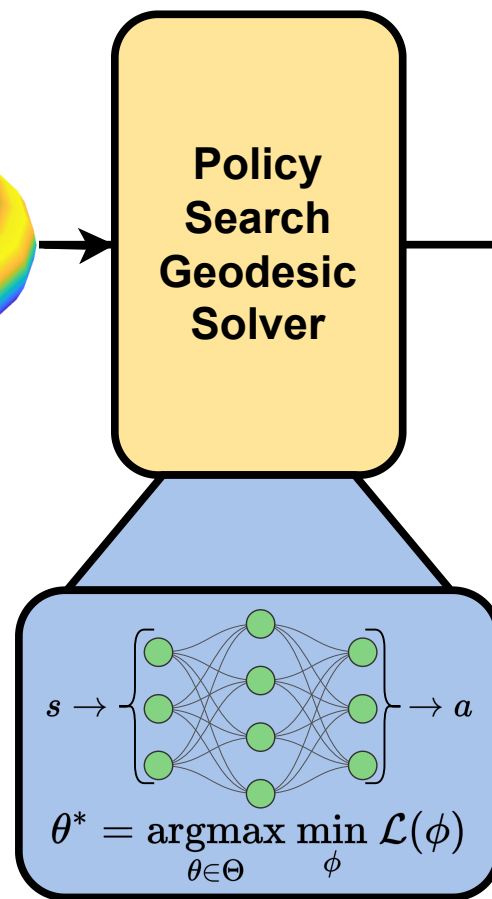 Policy
Search
Geodesic
Solver
s → → a
θ* = argmax min ℒ(ϕ)
θ∈Θ ϕ